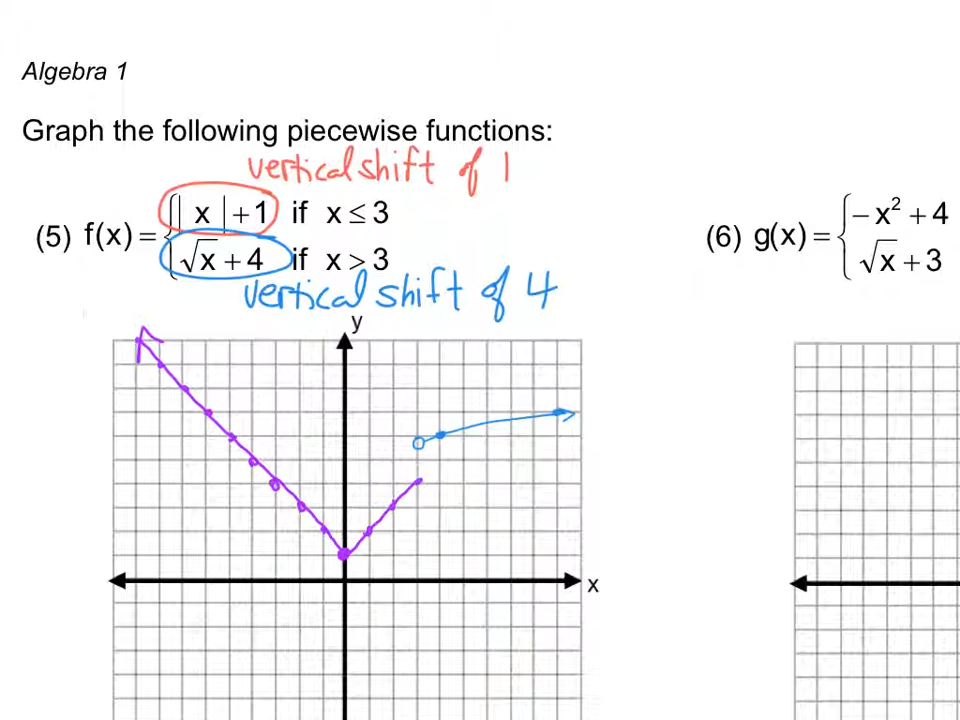 Algebra 1
Graph the following piecewise functions:
vertical shift of 1
(5) f(x) = { |x| + 1 if x ≤ 3
√x + 4 if x > 3
vertical shift of 4
(6) g(x) = { −x² + 4
√x + 3
y
x